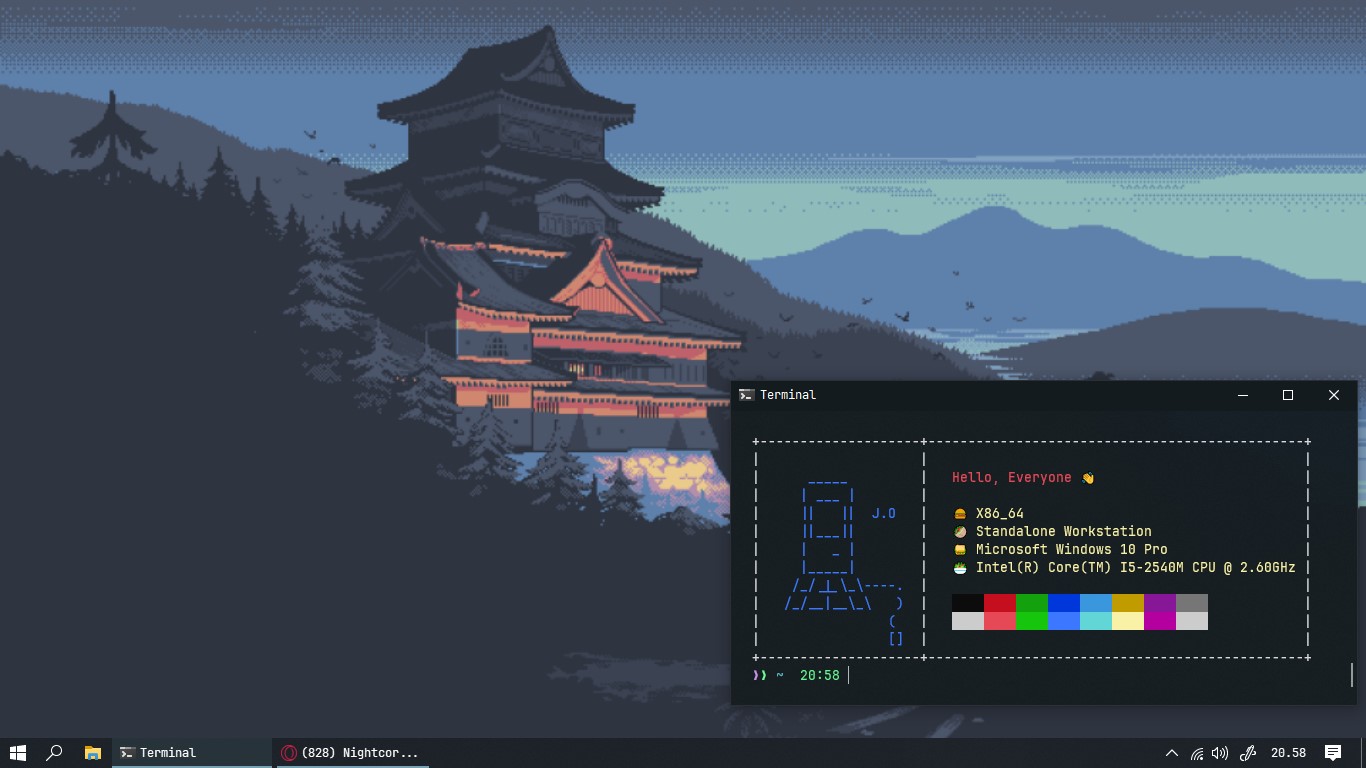 Terminal
Hello, Everyone 👋
J.O
X86_64
Standalone Workstation
Microsoft Windows 10 Pro
Intel(R) Core(TM) I5-2540M CPU @ 2.60GHz
❯❯ ~ 20:58
Terminal
(828) Nightcor...
20.58